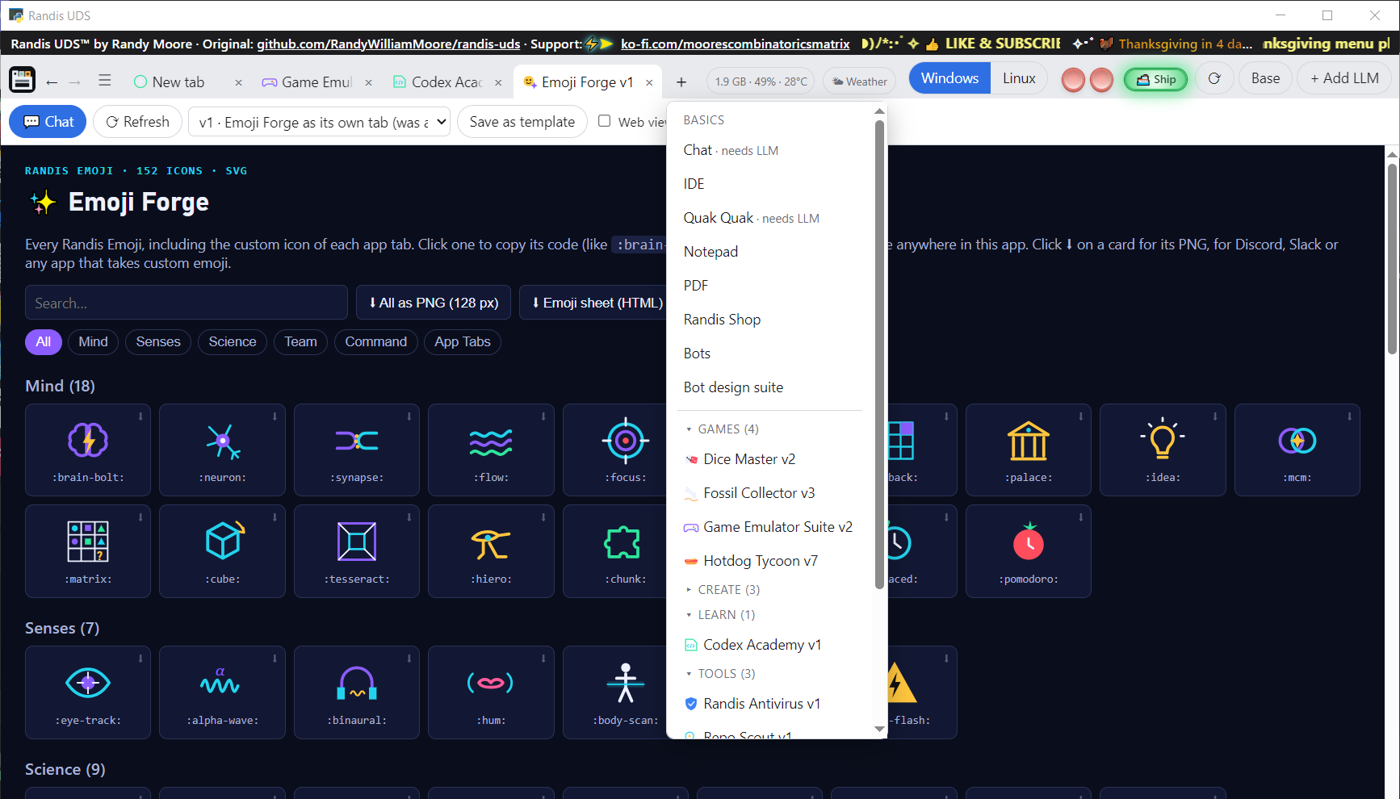 Randis UDS
Randis UDS™ by Randy Moore · Original: github.com/RandyWilliamMoore/randis-uds · Support: ko-fi.com/moorescombinatoricsmatrix LIKE & SUBSCRIE Thanksgiving in 4 da... nksgiving menu pl
New tab × Game Emul × Codex Aca × Emoji Forge v1 × + 1.9 GB · 49% · 28°C Weather Windows Linux Ship Base + Add LLM
Chat Refresh v1 · Emoji Forge as its own tab (was a Save as template Web vie
RANDIS EMOJI · 152 ICONS · SVG
Emoji Forge
Every Randis Emoji, including the custom icon of each app tab. Click one to copy its code (like :brain- e anywhere in this app. Click ⬇ on a card for its PNG, for Discord, Slack or
any app that takes custom emoji.
Search...
⬇ All as PNG (128 px)
⬇ Emoji sheet (HTML)
All Mind Senses Science Team Command App Tabs
Mind (18)
:brain-bolt: :neuron: :synapse: :flow: :focus: back: :palace: :idea: :mcm:
:matrix: :cube: :tesseract: :hiero: :chunk: aced: :pomodoro:
Senses (7)
α
:eye-track: :alpha-wave: :binaural: :hum: :body-scan: -flash:
Science (9)
BASICS
Chat · needs LLM
IDE
Quak Quak · needs LLM
Notepad
PDF
Randis Shop
Bots
Bot design suite
GAMES (4)
Dice Master v2
Fossil Collector v3
Game Emulator Suite v2
Hotdog Tycoon v7
CREATE (3)
LEARN (1)
Codex Academy v1
TOOLS (3)
Randis Antivirus v1
Repo Scout v1